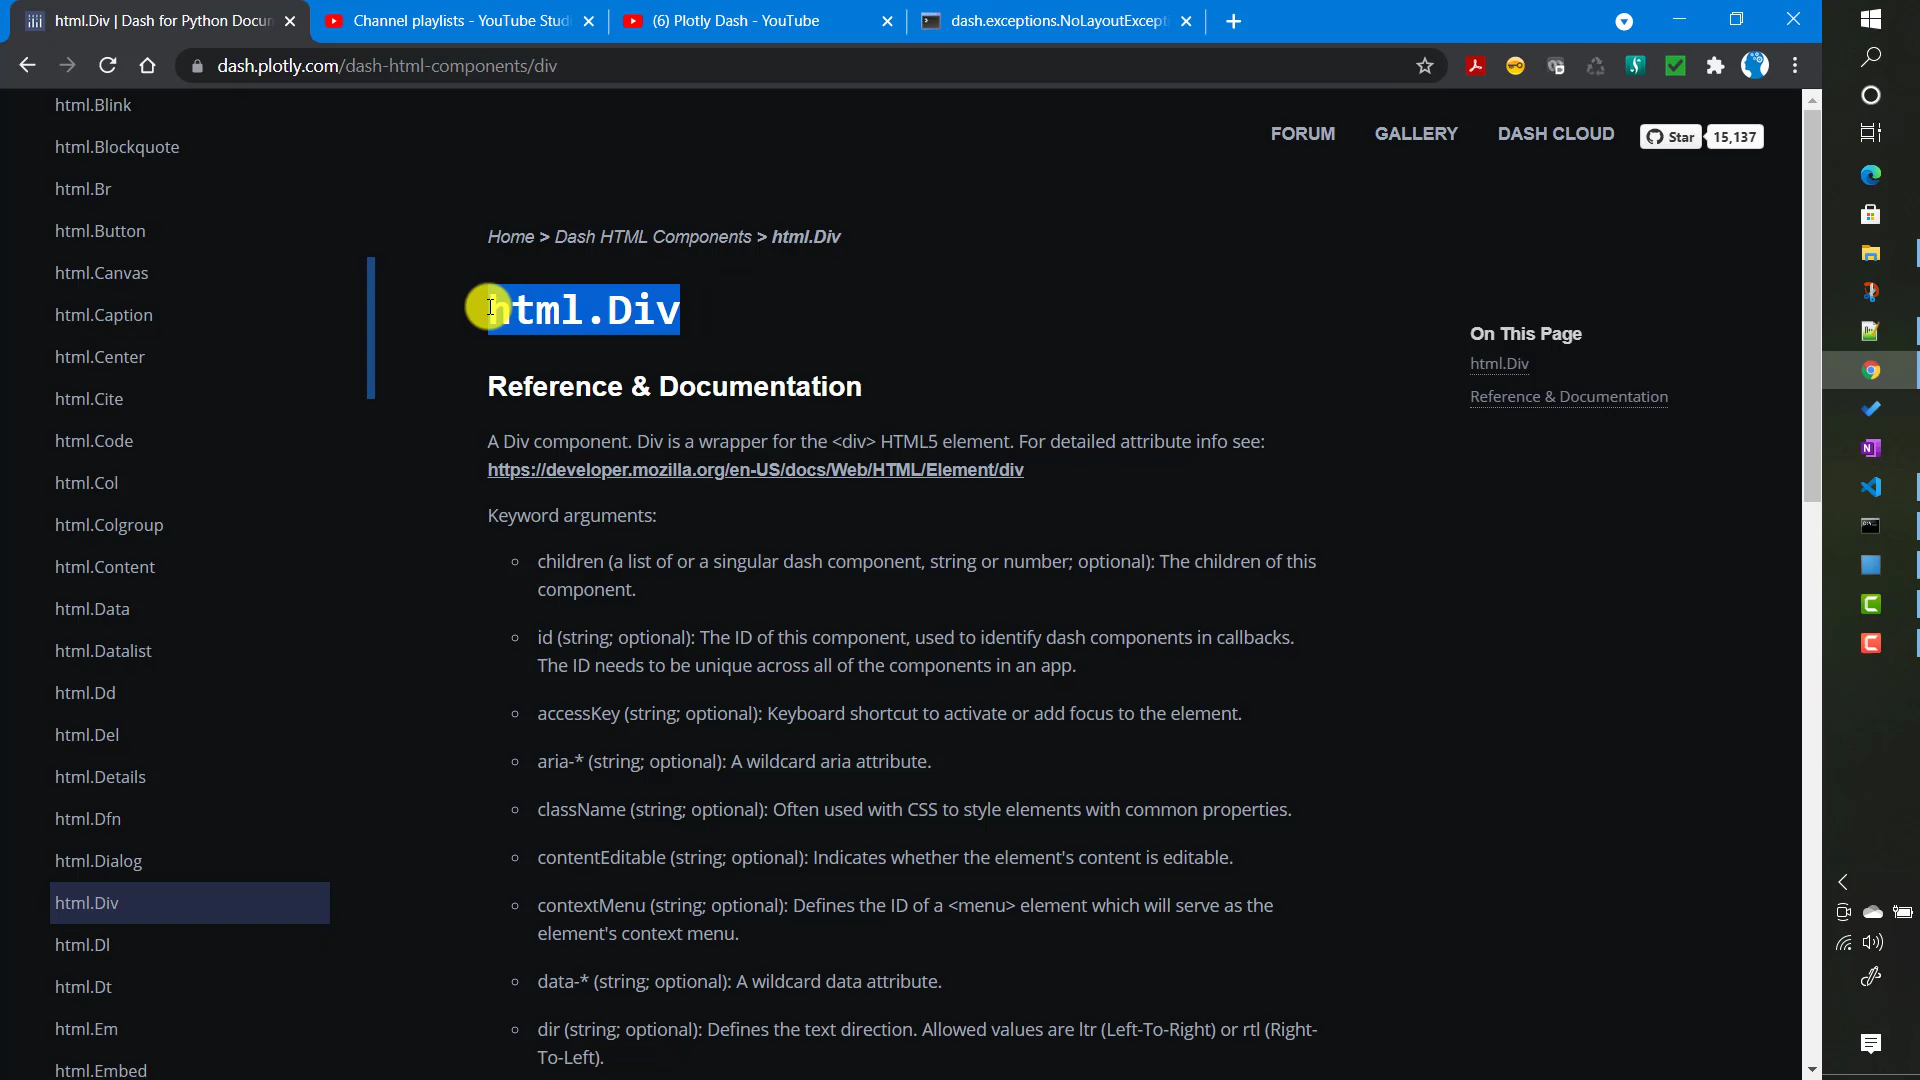 html.Div | Dash for Python Docum
Channel playlists - YouTube Studi
(6) Plotly Dash - YouTube
dash.exceptions.NoLayoutExcept
dash.plotly.com/dash-html-components/div
html.Blink
html.Blockquote
html.Br
html.Button
html.Canvas
html.Caption
html.Center
html.Cite
html.Code
html.Col
html.Colgroup
html.Content
html.Data
html.Datalist
html.Dd
html.Del
html.Details
html.Dfn
html.Dialog
html.Div
html.Dl
html.Dt
html.Em
html.Embed
FORUM
GALLERY
DASH CLOUD
Star
15,137
Home > Dash HTML Components > html.Div
html.Div
Reference & Documentation
A Div component. Div is a wrapper for the <div> HTML5 element. For detailed attribute info see:
https://developer.mozilla.org/en-US/docs/Web/HTML/Element/div
Keyword arguments:
children (a list of or a singular dash component, string or number; optional): The children of this
component.
id (string; optional): The ID of this component, used to identify dash components in callbacks.
The ID needs to be unique across all of the components in an app.
accessKey (string; optional): Keyboard shortcut to activate or add focus to the element.
aria-* (string; optional): A wildcard aria attribute.
className (string; optional): Often used with CSS to style elements with common properties.
contentEditable (string; optional): Indicates whether the element's content is editable.
contextMenu (string; optional): Defines the ID of a <menu> element which will serve as the
element's context menu.
data-* (string; optional): A wildcard data attribute.
dir (string; optional): Defines the text direction. Allowed values are ltr (Left-To-Right) or rtl (Right-
To-Left).
On This Page
html.Div
Reference & Documentation